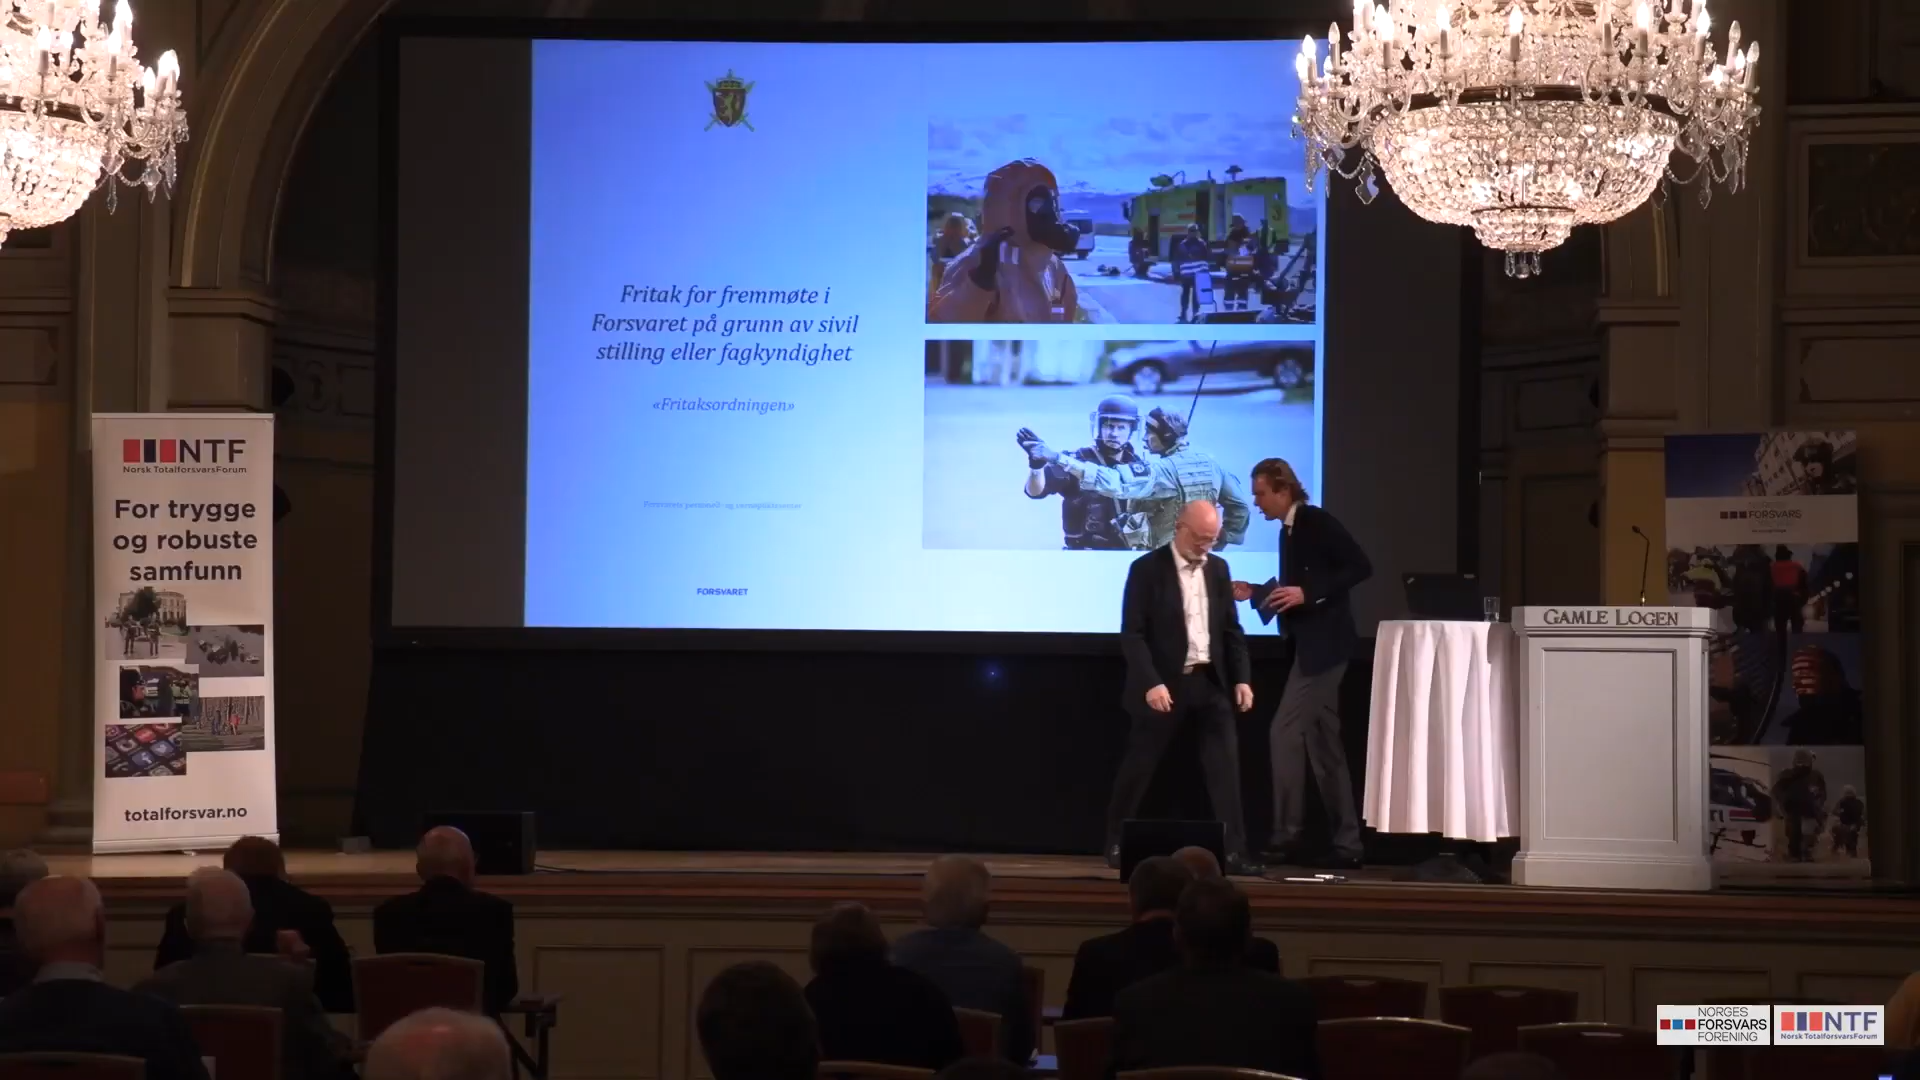 Fritak for fremmøte i
Forsvaret på grunn av sivil
stilling eller fagkyndighet
«Fritaksordningen»
FORSVARET
NTF
Norsk TotalforsvarsForum
For trygge
og robuste
samfunn
totalforsvar.no
FORSVARS
GAMLE LOGEN
NORGES
FORSVARS
FORENING
NTF
Norsk TotalforsvarsForum